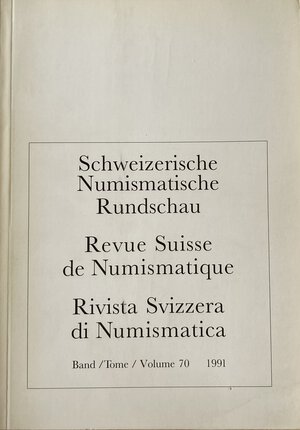 Schweizerische
Numismatische
Rundschau
Revue Suisse
de Numismatique
Rivista Svizzera
di Numismatica
Band /Tome / Volume 70 1991